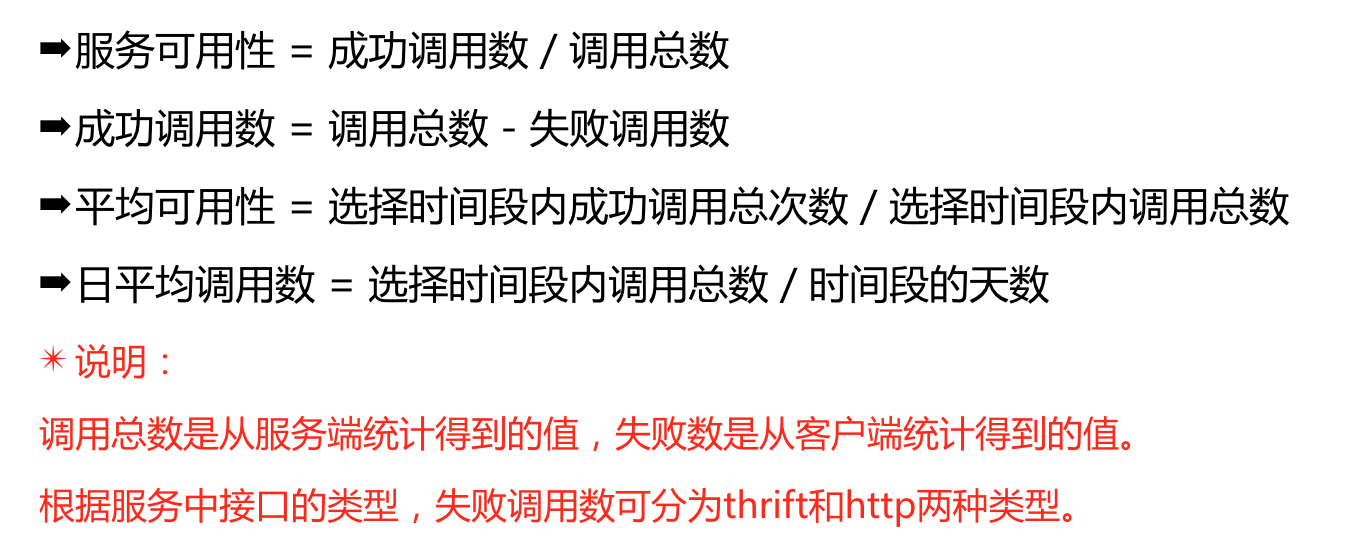 ➡服务可用性 = 成功调用数 / 调用总数
➡成功调用数 = 调用总数 - 失败调用数
➡平均可用性 = 选择时间段内成功调用总次数 / 选择时间段内调用总数
➡日平均调用数 = 选择时间段内调用总数 / 时间段的天数
✴说明：
调用总数是从服务端统计得到的值，失败数是从客户端统计得到的值。
根据服务中接口的类型，失败调用数可分为thrift和http两种类型。